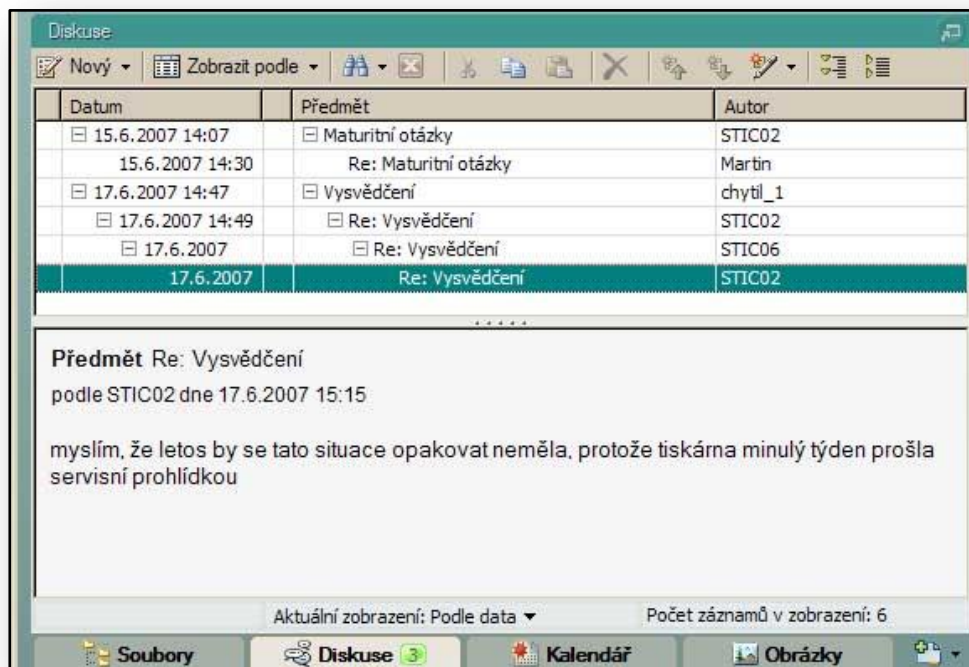 Diskuse
Nový Zobrazit podle
Datum Předmět Autor
15.6.2007 14:07 Maturitní otázky STIC02
15.6.2007 14:30 Re: Maturitní otázky Martin
17.6.2007 14:47 Vysvědčení chytil_1
17.6.2007 14:49 Re: Vysvědčení STIC02
17.6.2007 Re: Vysvědčení STIC06
17.6.2007 Re: Vysvědčení STIC02
Předmět Re: Vysvědčení
podle STIC02 dne 17.6.2007 15:15
myslím, že letos by se tato situace opakovat neměla, protože tiskárna minulý týden prošla
servisní prohlídkou
Aktuální zobrazení: Podle data Počet záznamů v zobrazení: 6
Soubory Diskuse 3 Kalendář Obrázky